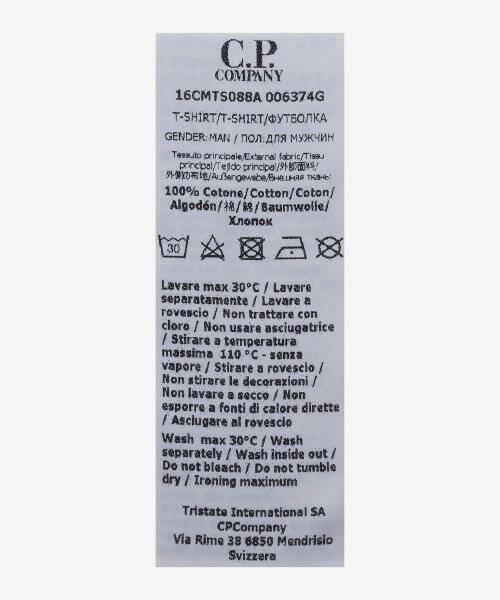 C.P.
COMPANY
16CMTS088A 006374G
T-SHIRT/T-SHIRT/ФУТБОЛКА
GENDER: MAN / ПОЛ: ДЛЯ МУЖЧИН
Tessuto principale/External fabric/Tissu
principal/Tejido principal/外部面料/
外側の布地/Außengewebe/Внешняя ткань:
100% Cotone/Cotton/Coton/
Algodón/棉/綿/Baumwolle/
Хлопок
30
Lavare max 30°C / Lavare
separatamente / Lavare a
rovescio / Non trattare con
cloro / Non usare asciugatrice
/ Stirare a temperatura
massima 110 °C - senza
vapore / Stirare a rovescio /
Non stirare le decorazioni /
Non lavare a secco / Non
esporre a fonti di calore dirette
/ Asciugare al rovescio
Wash max 30°C / Wash
separately / Wash inside out /
Do not bleach / Do not tumble
dry / Ironing maximum
Tristate International SA
CPCompany
Via Rime 38 6850 Mendrisio
Svizzera